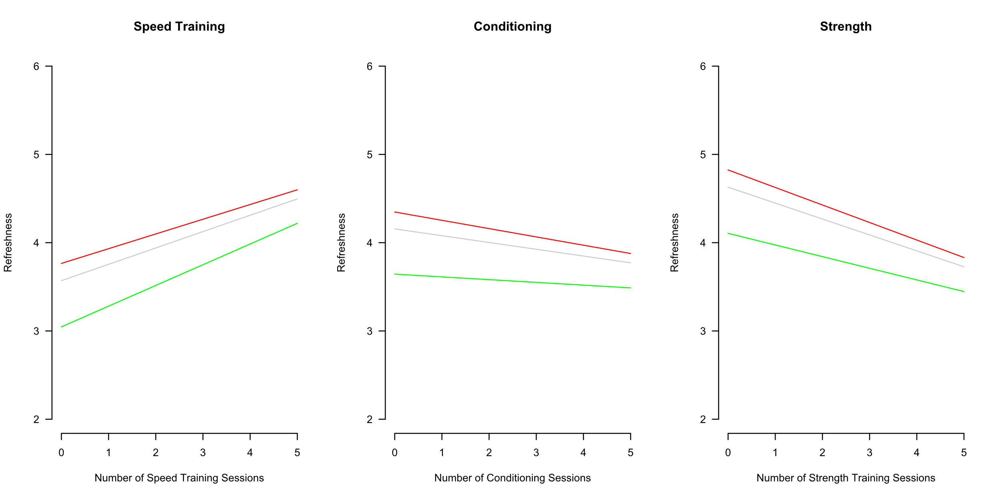 Speed Training
Refreshness
6
5
4
3
2
0 1 2 3 4 5
Number of Speed Training Sessions
Conditioning
Refreshness
6
5
4
3
2
0 1 2 3 4 5
Number of Conditioning Sessions
Strength
Refreshness
6
5
4
3
2
0 1 2 3 4 5
Number of Strength Training Sessions